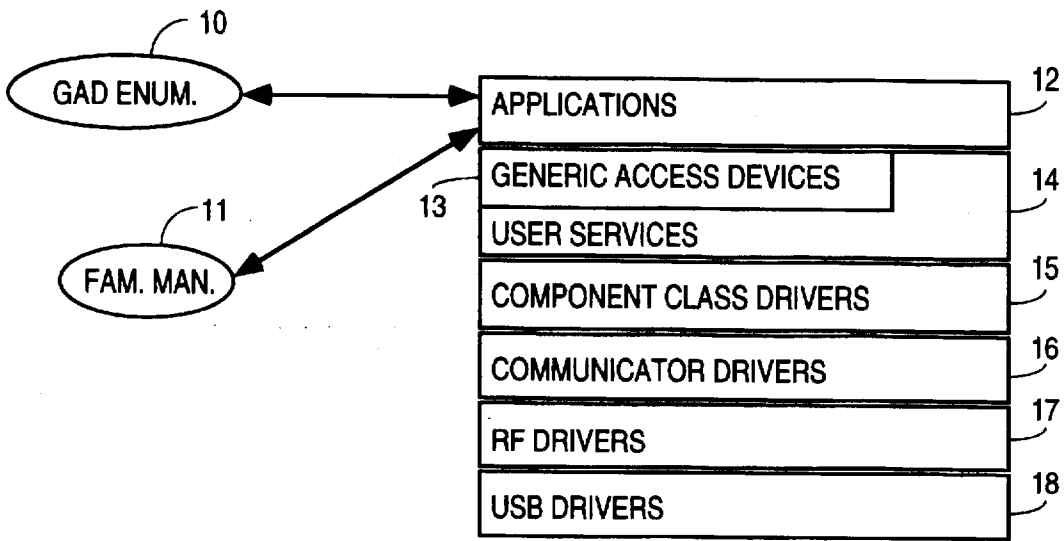 10
GAD ENUM.
12
APPLICATIONS
GENERIC ACCESS DEVICES
14
13
11
USER SERVICES
FAM. MAN.
15
COMPONENT CLASS DRIVERS
16
COMMUNICATOR DRIVERS
17
RF DRIVERS
18
USB DRIVERS